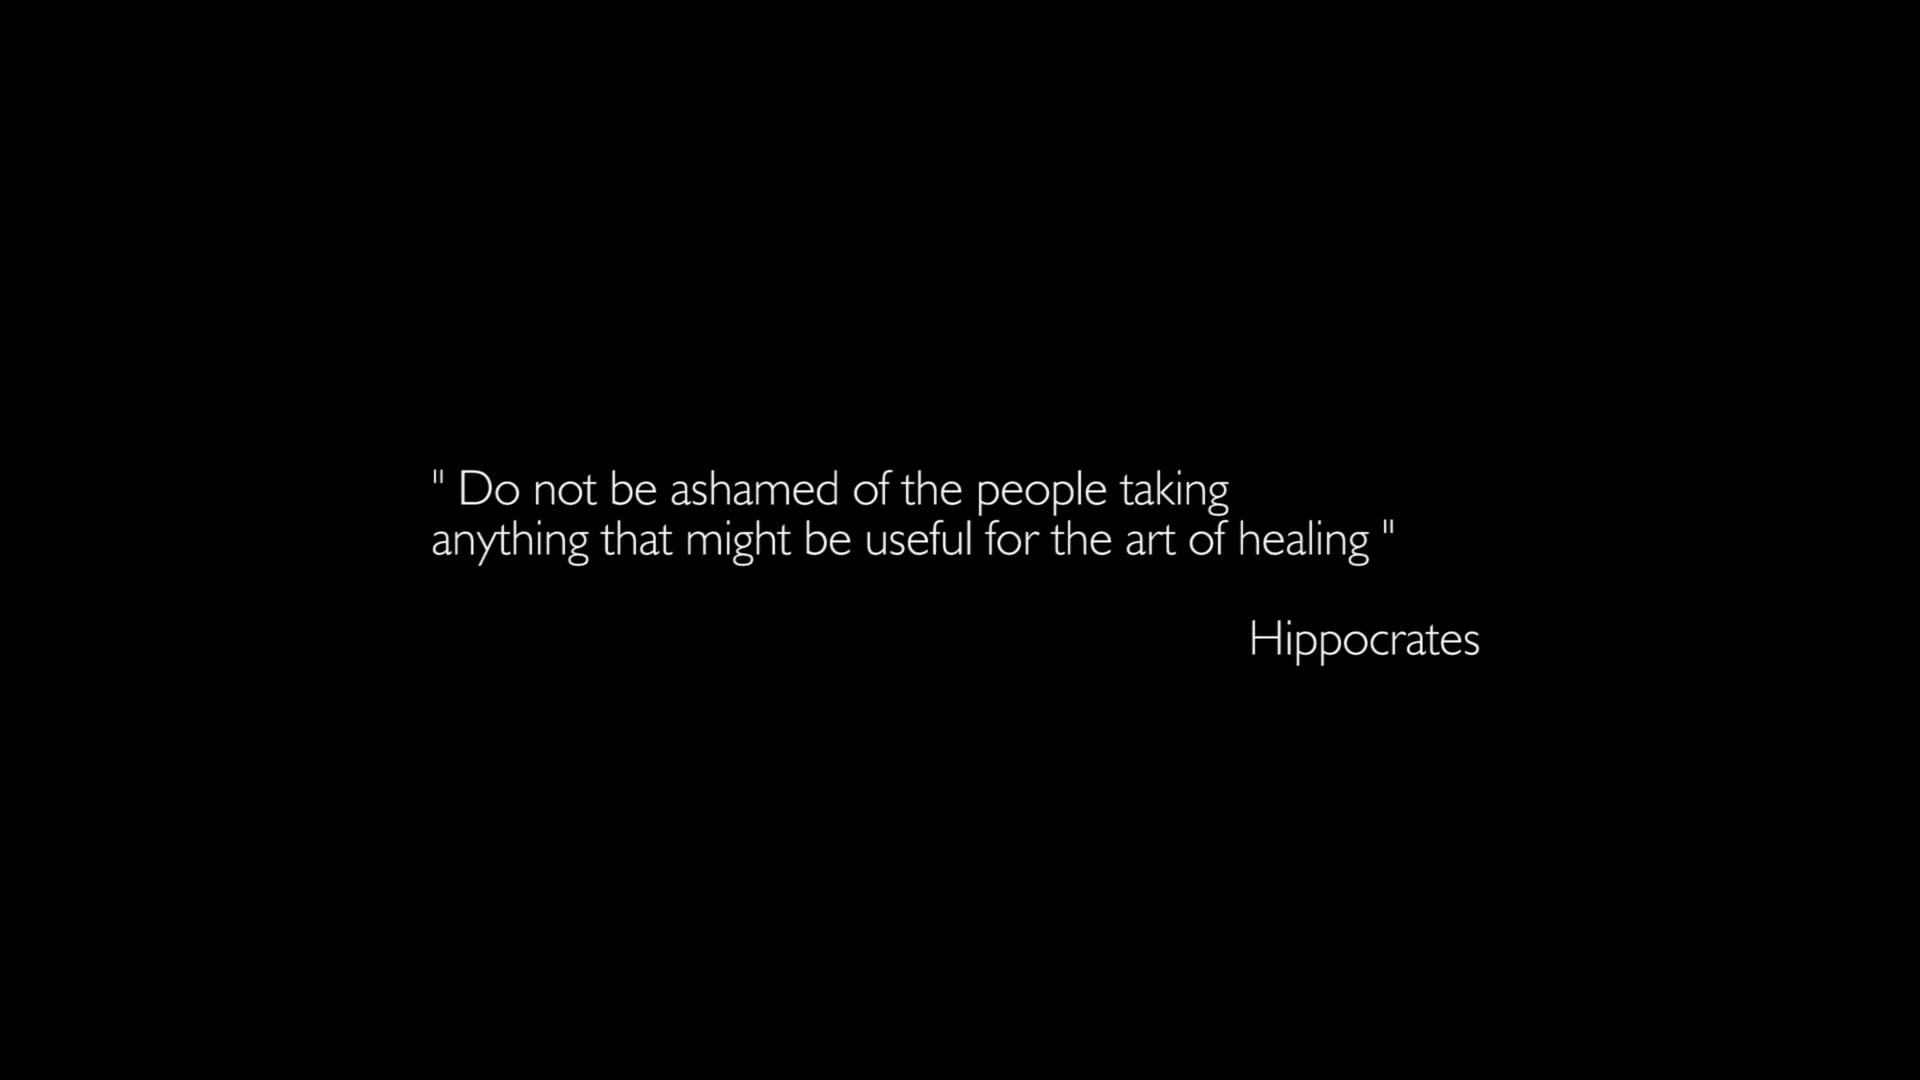 " Do not be ashamed of the people taking
anything that might be useful for the art of healing "
Hippocrates